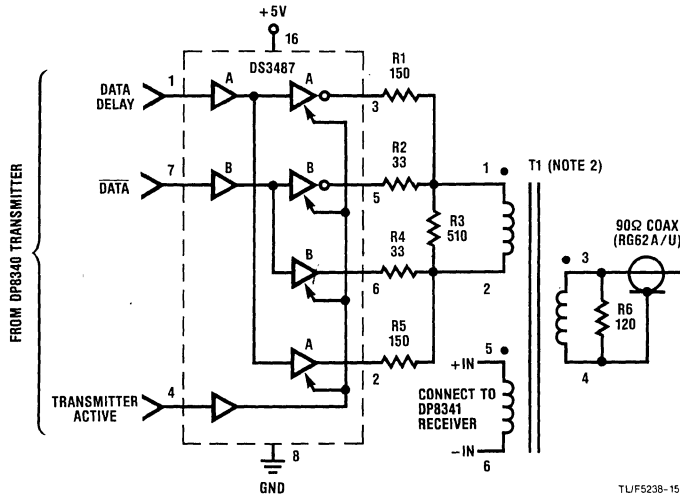 +5V
16
DS3487
R1
150
DATA
DELAY
1
A
A
3
R2
33
T1 (NOTE 2)
1
DATA
7
B
B
5
90Ω COAX
(RG62A/U)
R3
510
R4
33
B
6
2
3
R6
120
FROM DP8340 TRANSMITTER
A
R5
150
2
+IN
5
4
TRANSMITTER
ACTIVE
4
CONNECT TO
DP8341
RECEIVER
–IN
6
8
GND
TL/F5238-15